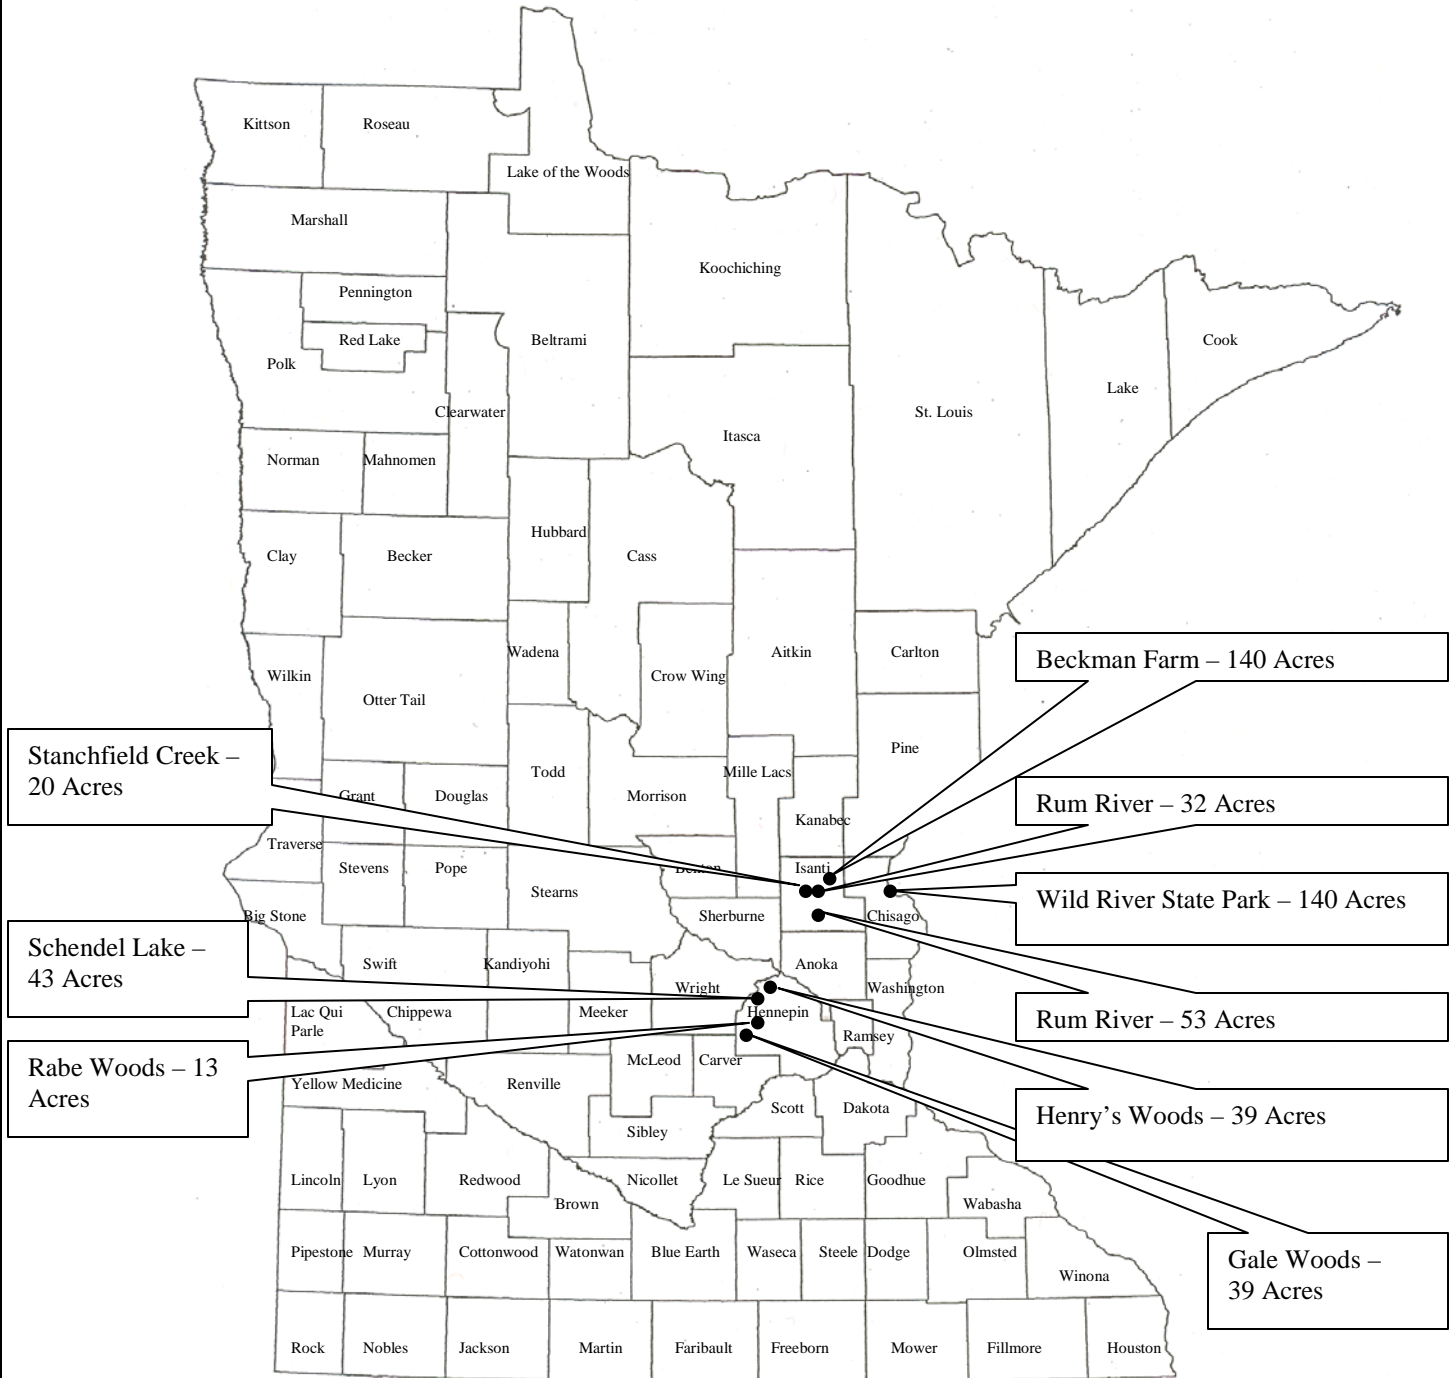 Kittson
Roseau
Lake of the Woods
Marshall
Koochiching
Pennington
Red Lake
Beltrami
Cook
Polk
Lake
Clearwater
St. Louis
Itasca
Norman
Mahnomen
Hubbard
Clay
Becker
Cass
Wadena
Aitkin
Carlton
Beckman Farm – 140 Acres
Wilkin
Crow Wing
Otter Tail
Stanchfield Creek –
20 Acres
Pine
Todd
Mille Lacs
Grant
Douglas
Morrison
Rum River – 32 Acres
Kanabec
Traverse
Stevens
Pope
Benton
Isanti
Stearns
Wild River State Park – 140 Acres
Big Stone
Sherburne
Chisago
Schendel Lake –
43 Acres
Swift
Kandiyohi
Anoka
Wright
Washington
Lac Qui
Parle
Chippewa
Meeker
Hennepin
Rum River – 53 Acres
Ramsey
Rabe Woods – 13
Acres
McLeod
Carver
Yellow Medicine
Renville
Scott
Dakota
Henry’s Woods – 39 Acres
Sibley
Lincoln
Lyon
Redwood
Nicollet
Le Sueur
Rice
Goodhue
Brown
Wabasha
Pipestone
Murray
Cottonwood
Watonwan
Blue Earth
Waseca
Steele
Dodge
Olmsted
Gale Woods –
39 Acres
Winona
Rock
Nobles
Jackson
Martin
Faribault
Freeborn
Mower
Fillmore
Houston